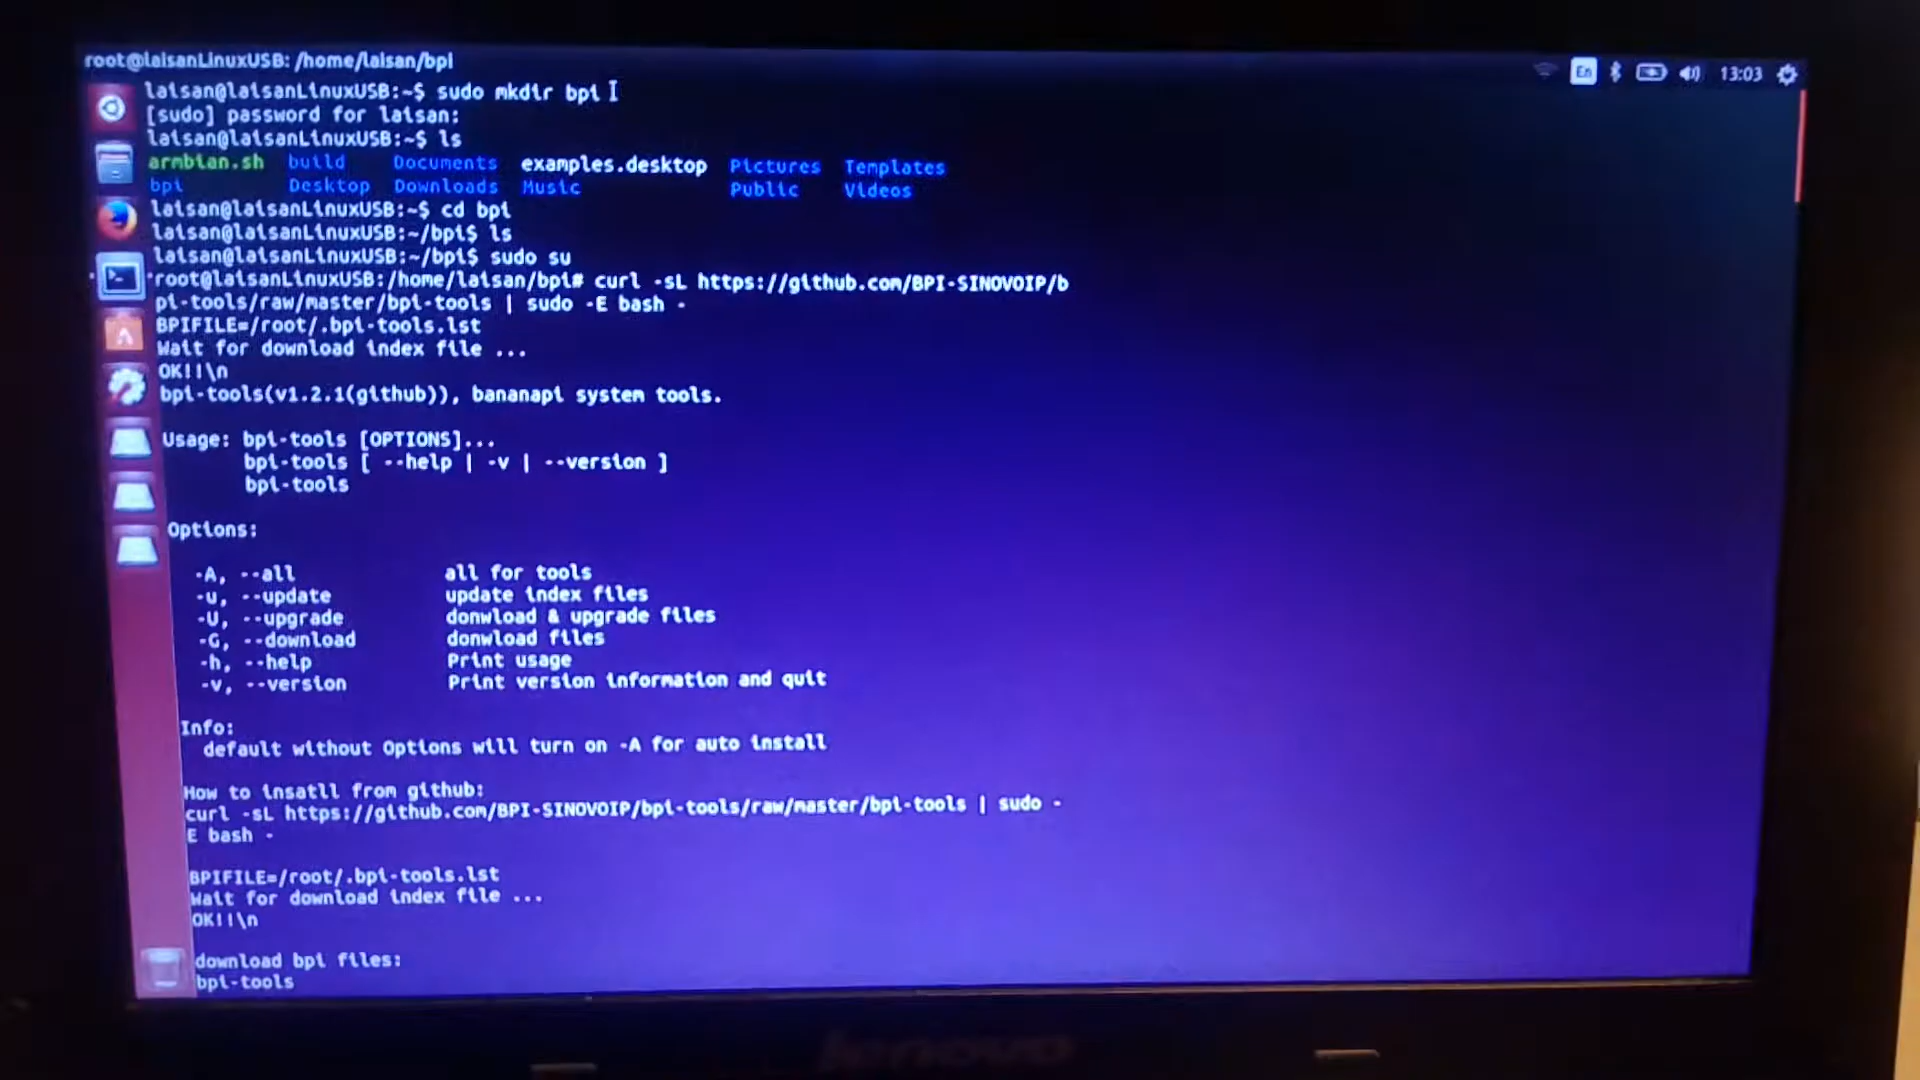 root@laisanLinuxUSB: /home/laisan/bpi
En 13:03
laisan@laisanLinuxUSB:~$ sudo mkdir bpi
[sudo] password for laisan:
laisan@laisanLinuxUSB:~$ ls
armbian.sh build Documents examples.desktop Pictures Templates
bpi Desktop Downloads Music Public Videos
laisan@laisanLinuxUSB:~$ cd bpi
laisan@laisanLinuxUSB:~/bpi$ ls
laisan@laisanLinuxUSB:~/bpi$ sudo su
root@laisanLinuxUSB:/home/laisan/bpi# curl -sL https://github.com/BPI-SINOVOIP/b
pi-tools/raw/master/bpi-tools | sudo -E bash -
BPIFILE=/root/.bpi-tools.lst
Wait for download index file ...
OK!!\n
bpi-tools(v1.2.1(github)), bananapi system tools.
Usage: bpi-tools [OPTIONS]...
bpi-tools [ --help | -v | --version ]
bpi-tools
Options:
-A, --all all for tools
-u, --update update index files
-U, --upgrade donwload & upgrade files
-G, --download donwload files
-h, --help Print usage
-v, --version Print version information and quit
Info:
default without Options will turn on -A for auto install
How to insatll from github:
curl -sL https://github.com/BPI-SINOVOIP/bpi-tools/raw/master/bpi-tools | sudo -
E bash -
BPIFILE=/root/.bpi-tools.lst
Wait for download index file ...
OK!!\n
download bpi files:
bpi-tools
lenovo